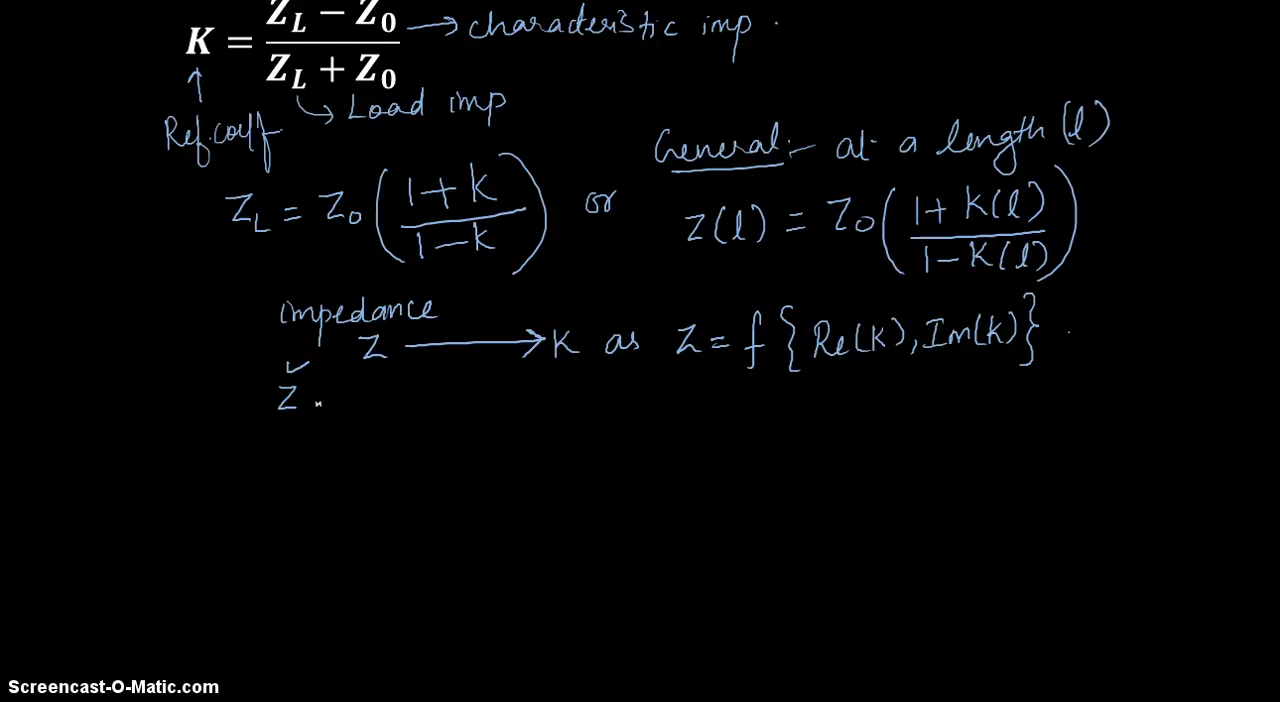 K = (Z_L − Z_0) / (Z_L + Z_0) → characteristic imp.
↑ Ref. coeff
↳ Load imp
General:- at a length (l)
Z_L = Z_0 ((1+K) / (1−K)) or Z(l) = Z_0 ((1+K(l)) / (1−K(l)))
impedance
Z → K as Z = f {Re(K), Im(K)}.
✓
Z
Screencast-O-Matic.com